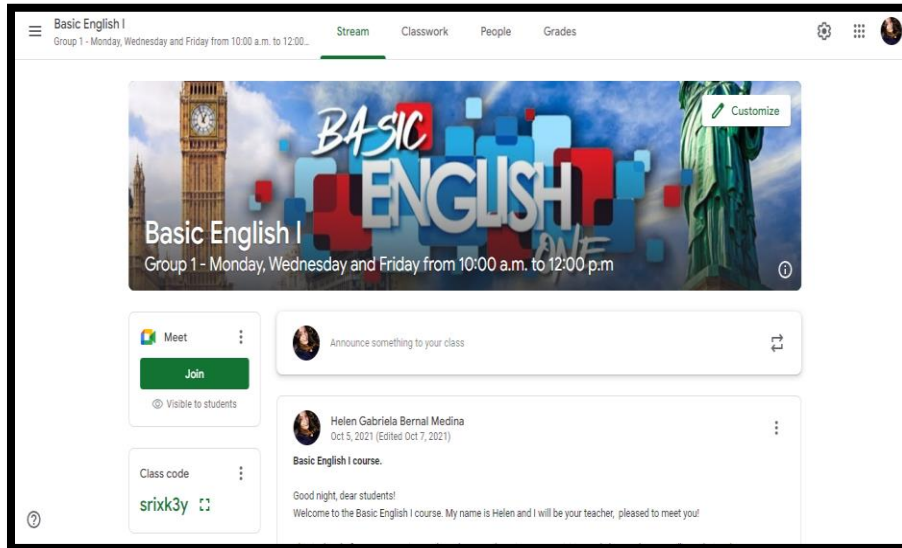 Basic English I
Group 1 - Monday, Wednesday and Friday from 10:00 a.m. to 12:00...
Stream
Classwork
People
Grades
Customize
BASIC
ENGLISH
ONE
Basic English I
Group 1 - Monday, Wednesday and Friday from 10:00 a.m. to 12:00 p.m
Meet
Join
Visible to students
Announce something to your class
Class code
srixk3y
Helen Gabriela Bernal Medina
Oct 5, 2021 (Edited Oct 7, 2021)
Basic English I course.
Good night, dear students!
Welcome to the Basic English I course. My name is Helen and I will be your teacher, pleased to meet you!